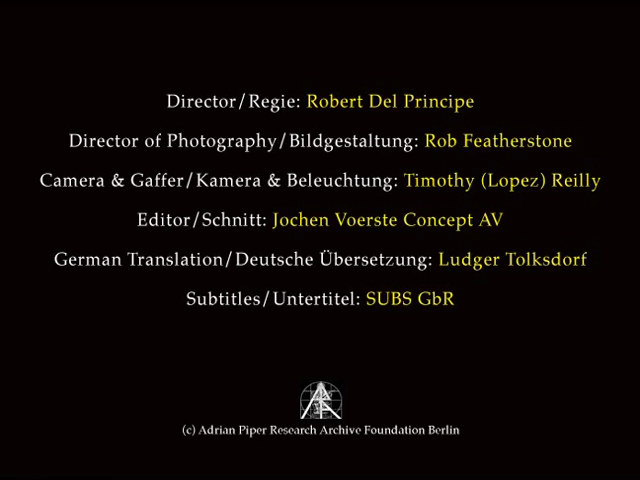 Director/Regie: Robert Del Principe
Director of Photography/Bildgestaltung: Rob Featherstone
Camera & Gaffer/Kamera & Beleuchtung: Timothy (Lopez) Reilly
Editor/Schnitt: Jochen Voerste Concept AV
German Translation/Deutsche Übersetzung: Ludger Tolksdorf
Subtitles/Untertitel: SUBS GbR
(c) Adrian Piper Research Archive Foundation Berlin